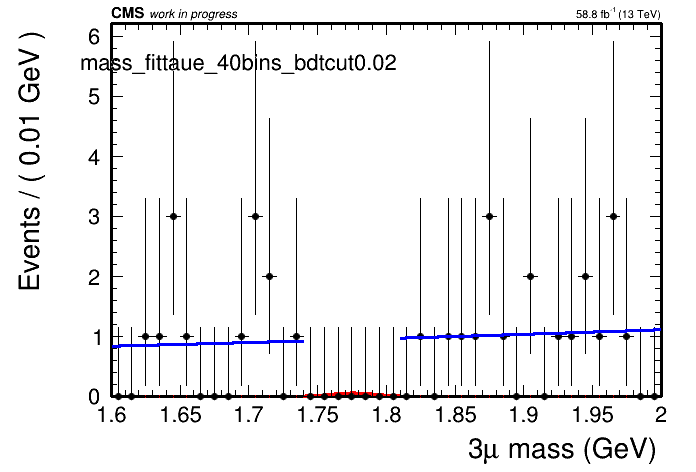 CMS work in progress
58.8 fb-1 (13 TeV)
mass_fittaue_40bins_bdtcut0.02
Events / ( 0.01 GeV )
6
5
4
3
2
1
0
1.6 1.65 1.7 1.75 1.8 1.85 1.9 1.95 2
3μ mass (GeV)